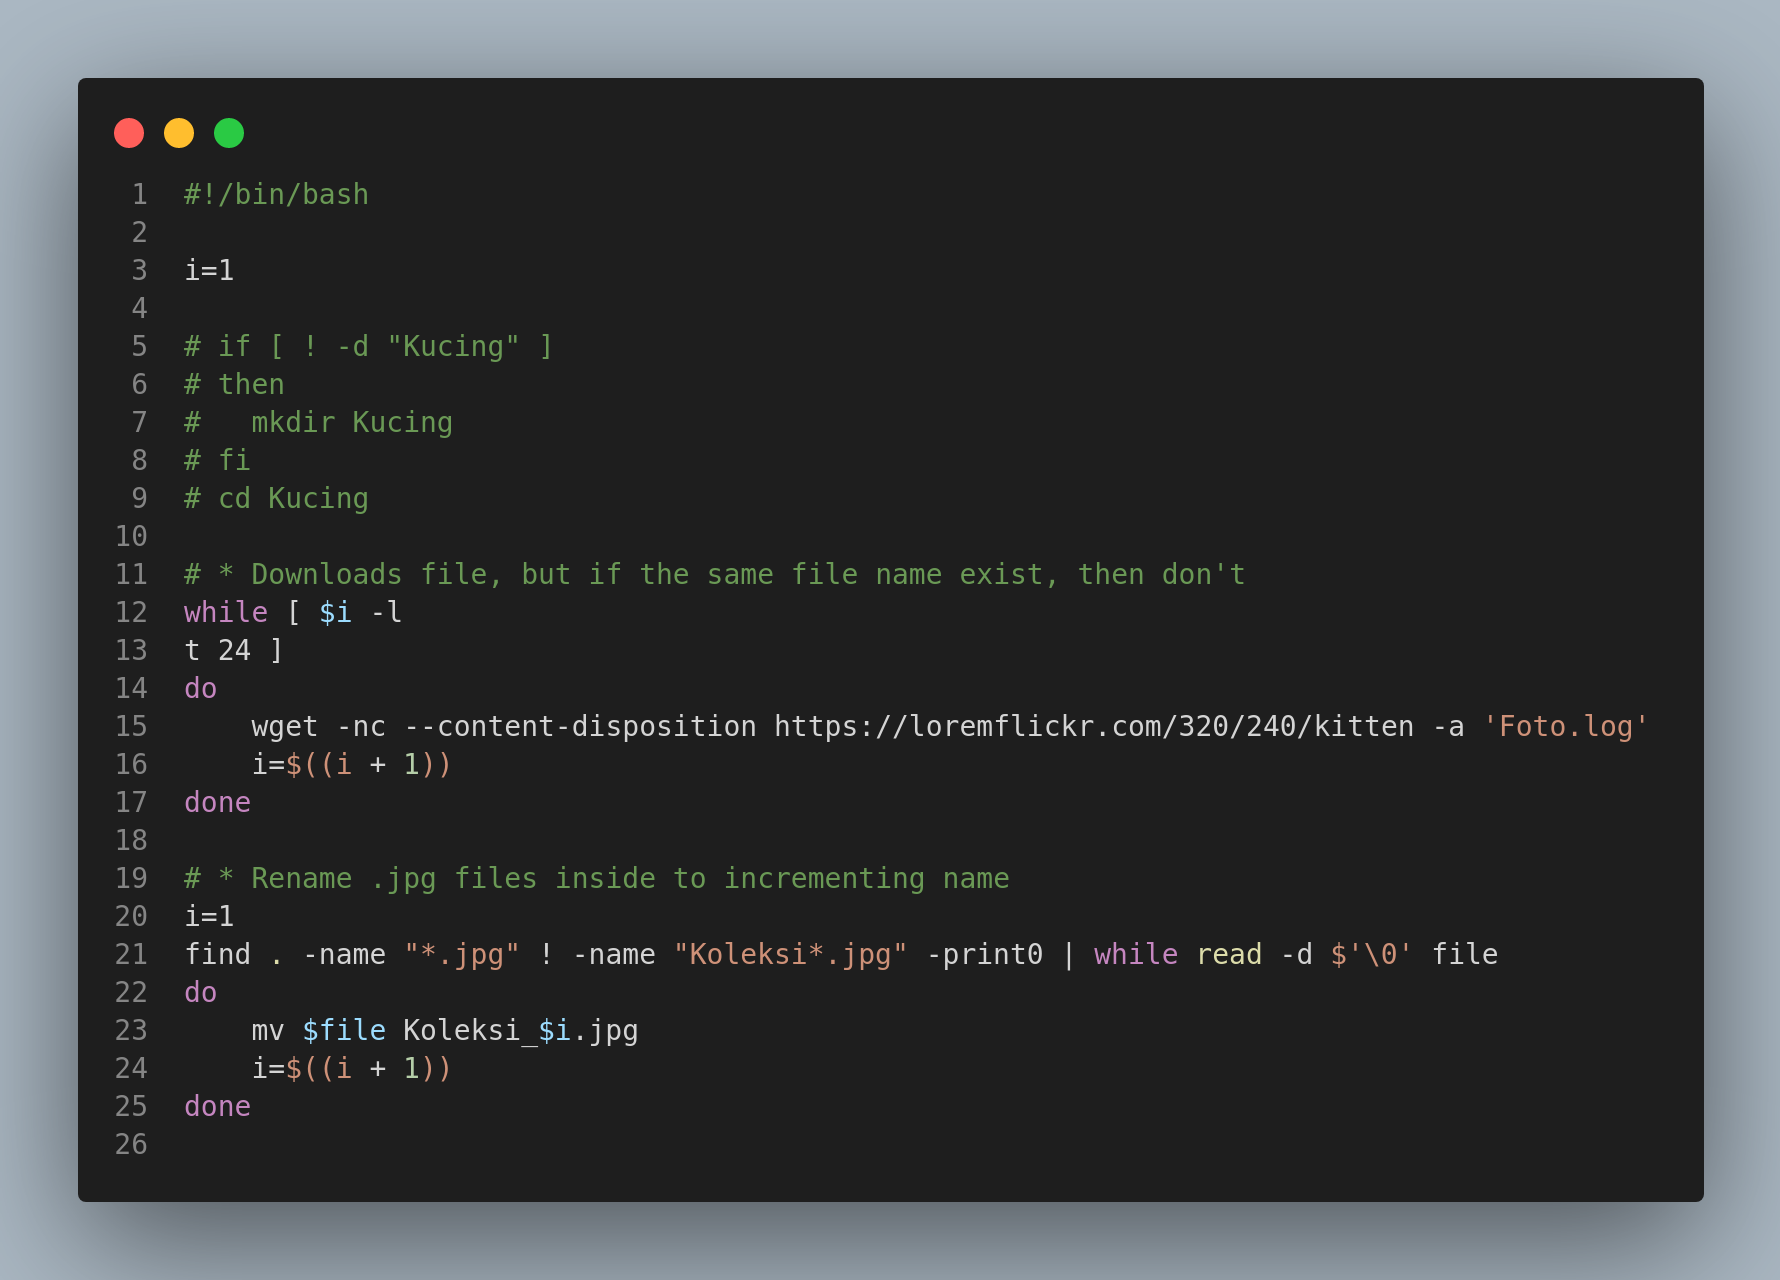 1 #!/bin/bash
2
3 i=1
4
5 # if [ ! -d "Kucing" ]
6 # then
7 #   mkdir Kucing
8 # fi
9 # cd Kucing
10
11 # * Downloads file, but if the same file name exist, then don't
12 while [ $i -l
13 t 24 ]
14 do
15     wget -nc --content-disposition https://loremflickr.com/320/240/kitten -a 'Foto.log'
16     i=$((i + 1))
17 done
18
19 # * Rename .jpg files inside to incrementing name
20 i=1
21 find . -name "*.jpg" ! -name "Koleksi*.jpg" -print0 | while read -d $'\0' file
22 do
23     mv $file Koleksi_$i.jpg
24     i=$((i + 1))
25 done
26